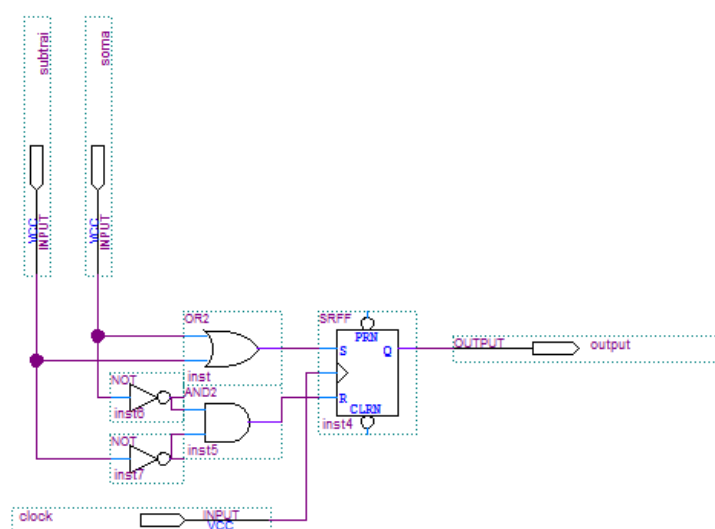 subtrai
soma
VCC
INPUT
VCC
INPUT
OR2
inst
SRFF
PRN
S
Q
R
CLRN
inst4
OUTPUT
output
NOT
inst6
AND2
inst5
NOT
inst7
clock
INPUT
VCC